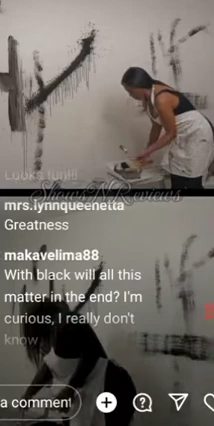 Looks fun!!!
ShowsNReviews
mrs.lynnqueenetta
Greatness
makavelima88
With black will all this
matter in the end? I'm
curious, I really don't
know
a comment